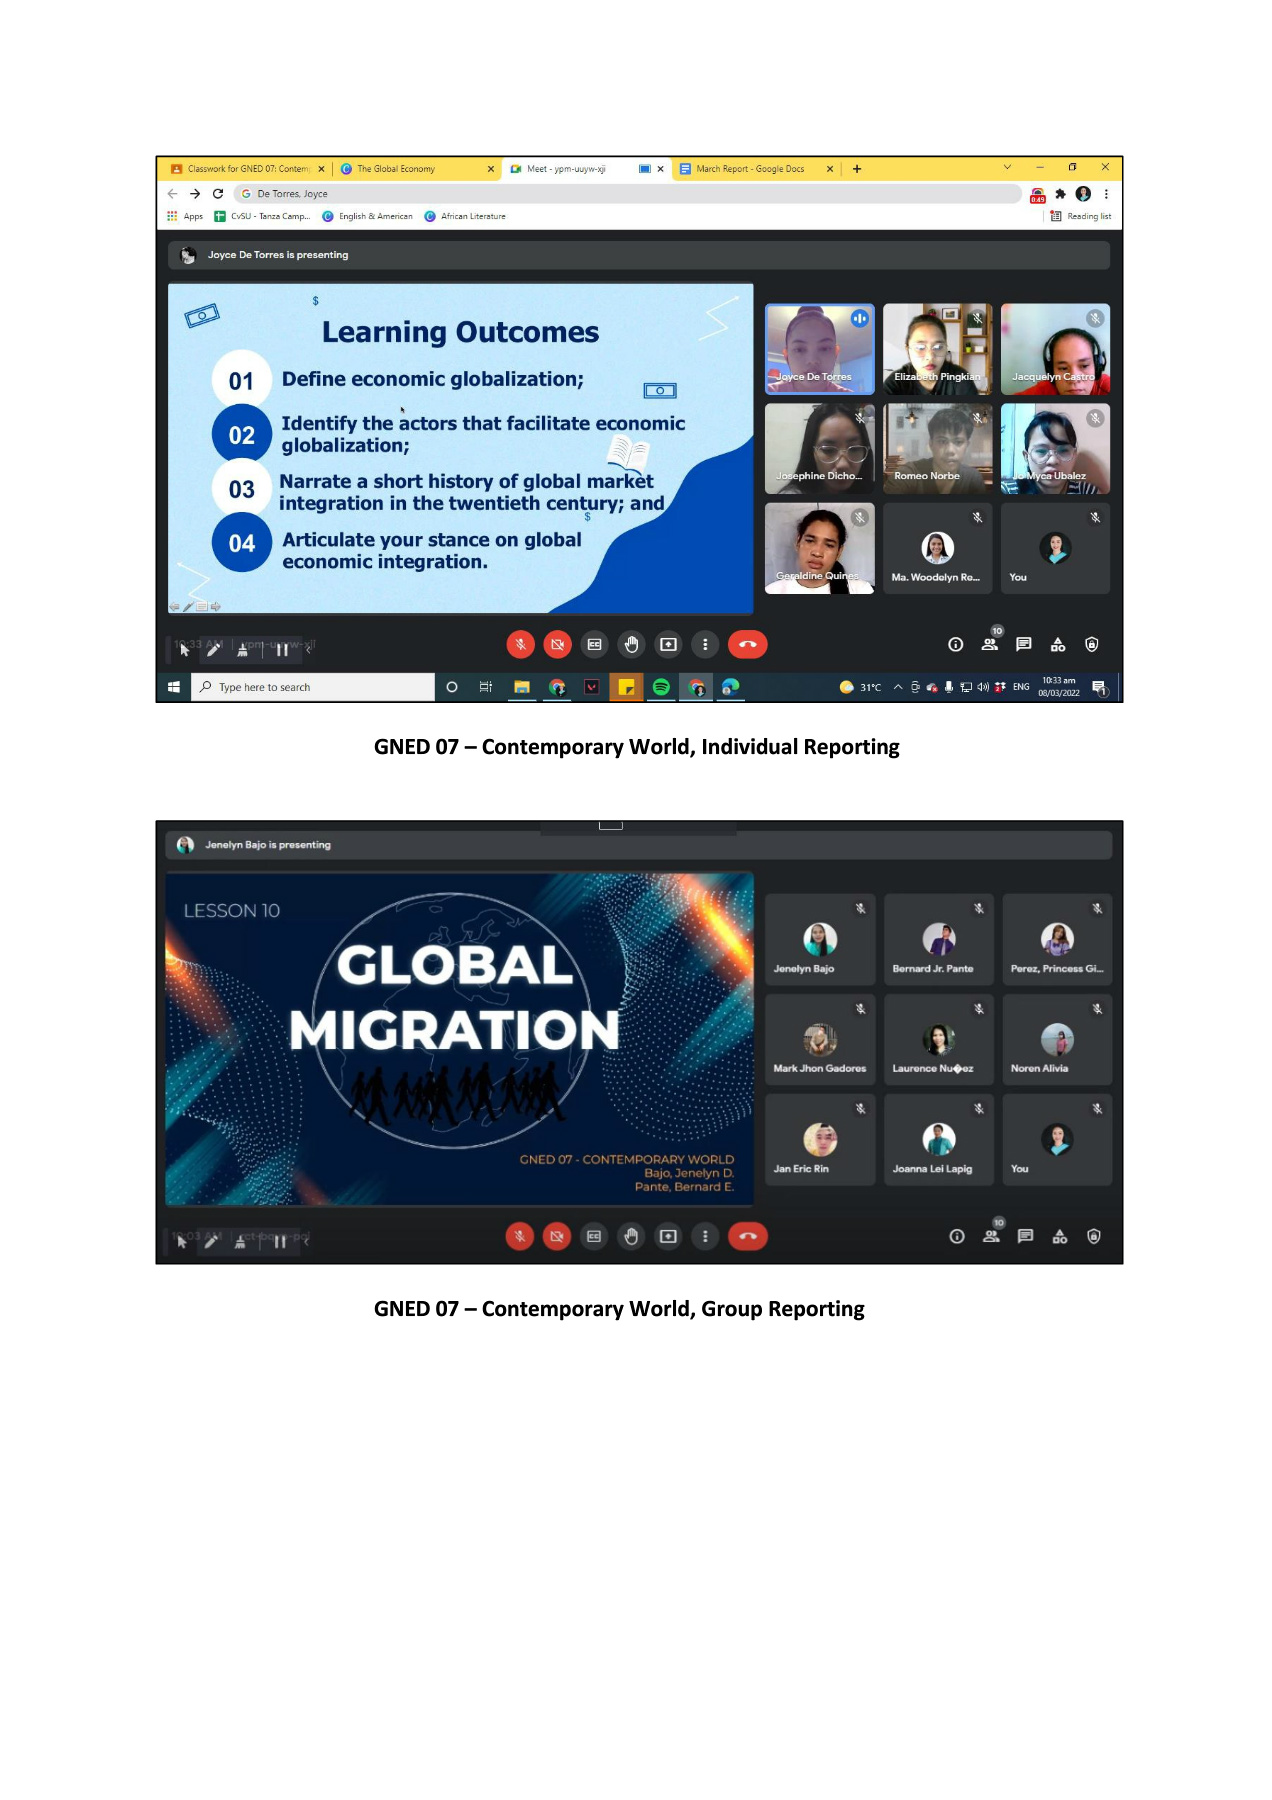 Classwork for GNED 07: Contemp
The Global Economy
Meet - ypm-uuyw-xji
March Report - Google Docs
De Torres, Joyce
0:49
Apps
CvSU - Tanza Camp...
English & American
African Literature
Reading list
Joyce De Torres is presenting
Learning Outcomes
01 Define economic globalization;
02 Identify the actors that facilitate economic
globalization;
03 Narrate a short history of global market
integration in the twentieth century; and
04 Articulate your stance on global
economic integration.
Joyce De Torres
Elizabeth Pingkian
Jacquelyn Castro
Josephine Dicho...
Romeo Norbe
Jo Myca Ubalez
Geraldine Quines
Ma. Woodelyn Re...
You
10:33 AM | ypm-uuyw-xji
10
Type here to search
31°C
ENG
10:33 am
08/03/2022
1
GNED 07 – Contemporary World, Individual Reporting
Jenelyn Bajo is presenting
LESSON 10
GLOBAL
MIGRATION
GNED 07 - CONTEMPORARY WORLD
Bajo, Jenelyn D.
Pante, Bernard E.
Jenelyn Bajo
Bernard Jr. Pante
Perez, Princess Gi...
Mark Jhon Gadores
Laurence Nu�ez
Noren Alivia
Jan Eric Rin
Joanna Lei Lapig
You
10:03 AM
10
GNED 07 – Contemporary World, Group Reporting